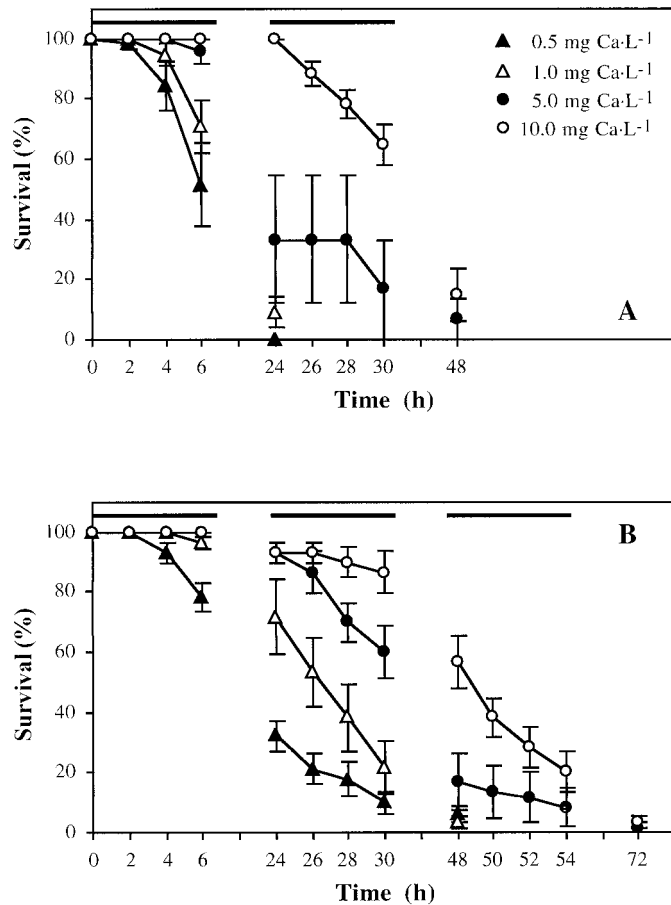 A
100
80
60
40
20
0
Survival (%)
0.5 mg Ca·L-1
1.0 mg Ca·L-1
5.0 mg Ca·L-1
10.0 mg Ca·L-1
A
0 2 4 6 24 26 28 30 48
Time (h)
B
100
80
60
40
20
0
Survival (%)
0 2 4 6 24 26 28 30 48 50 52 54 72
Time (h)